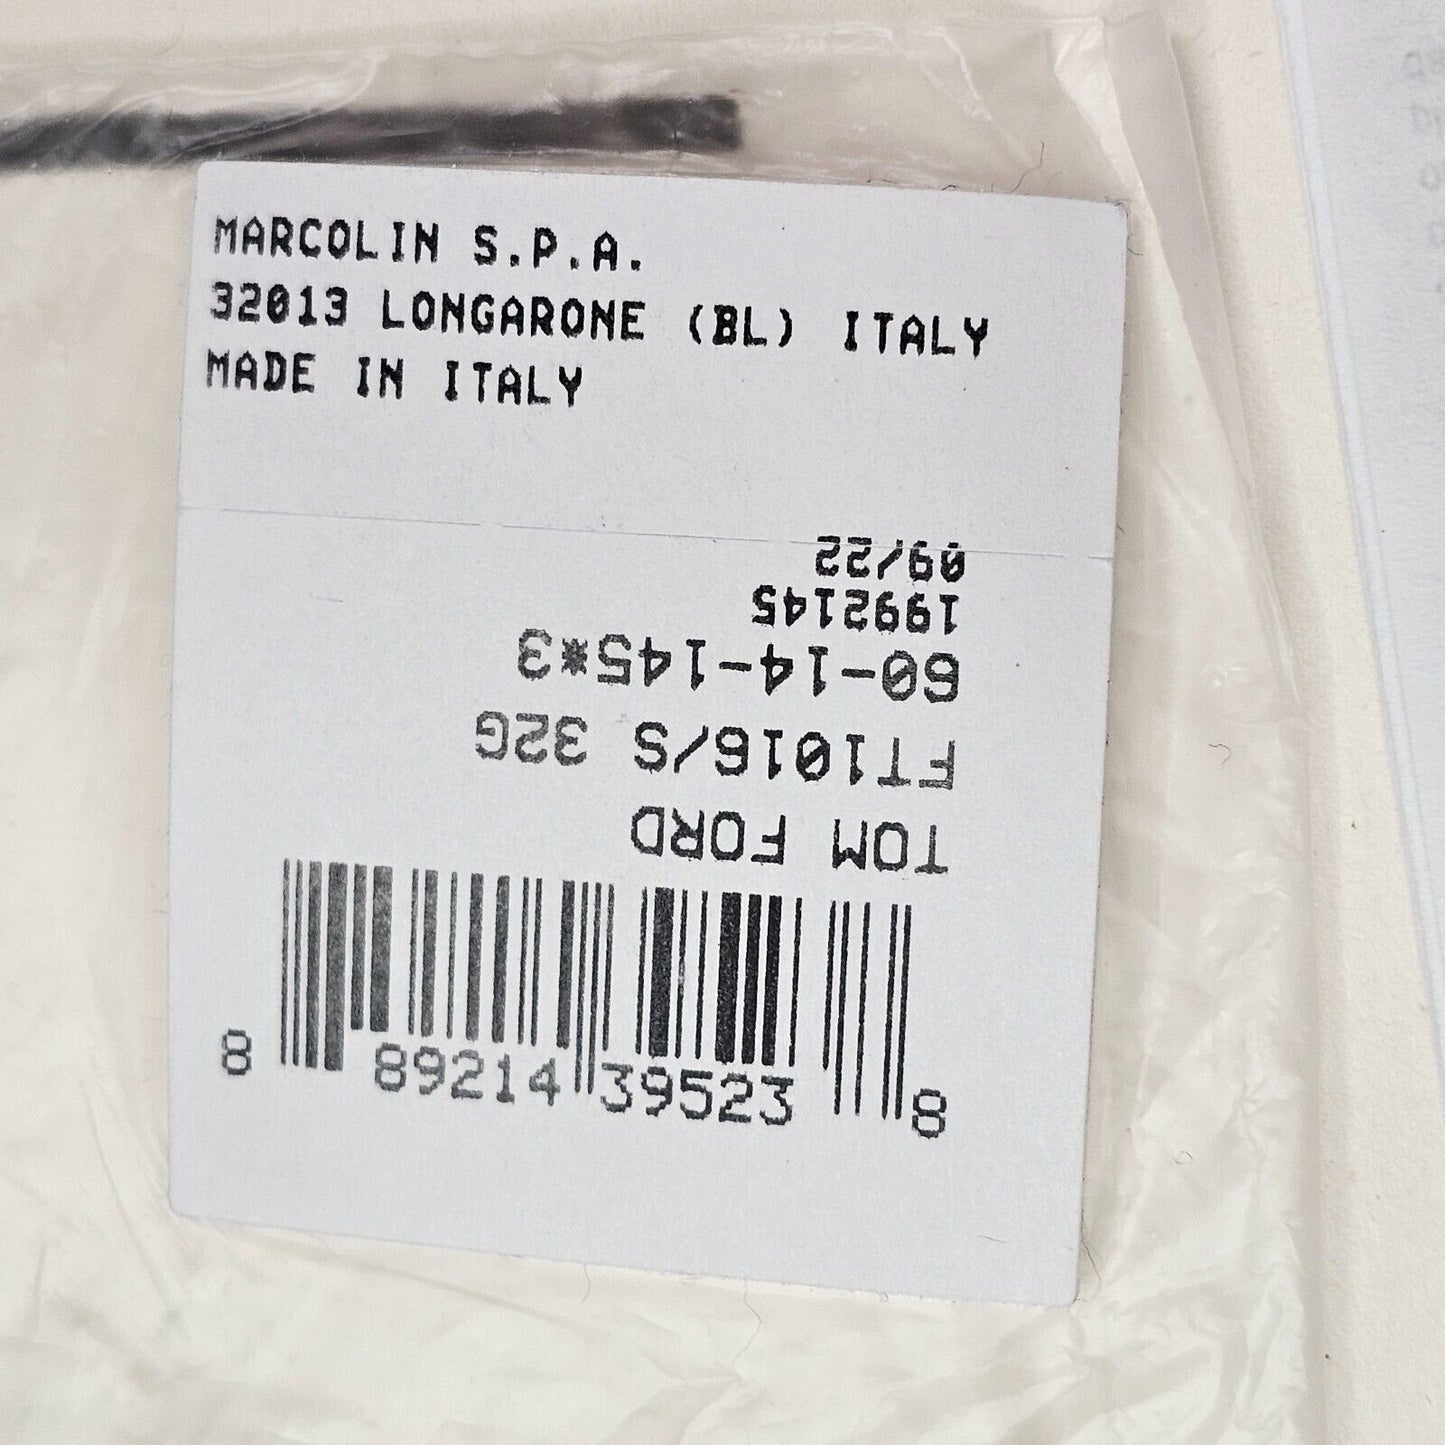 MARCOLIN S.P.A.
32013 LONGARONE (BL) ITALY
MADE IN ITALY
TOM FORD
FT1016/S 32G
60-14-145*3
1992145
09/22
8 89214 39523 8